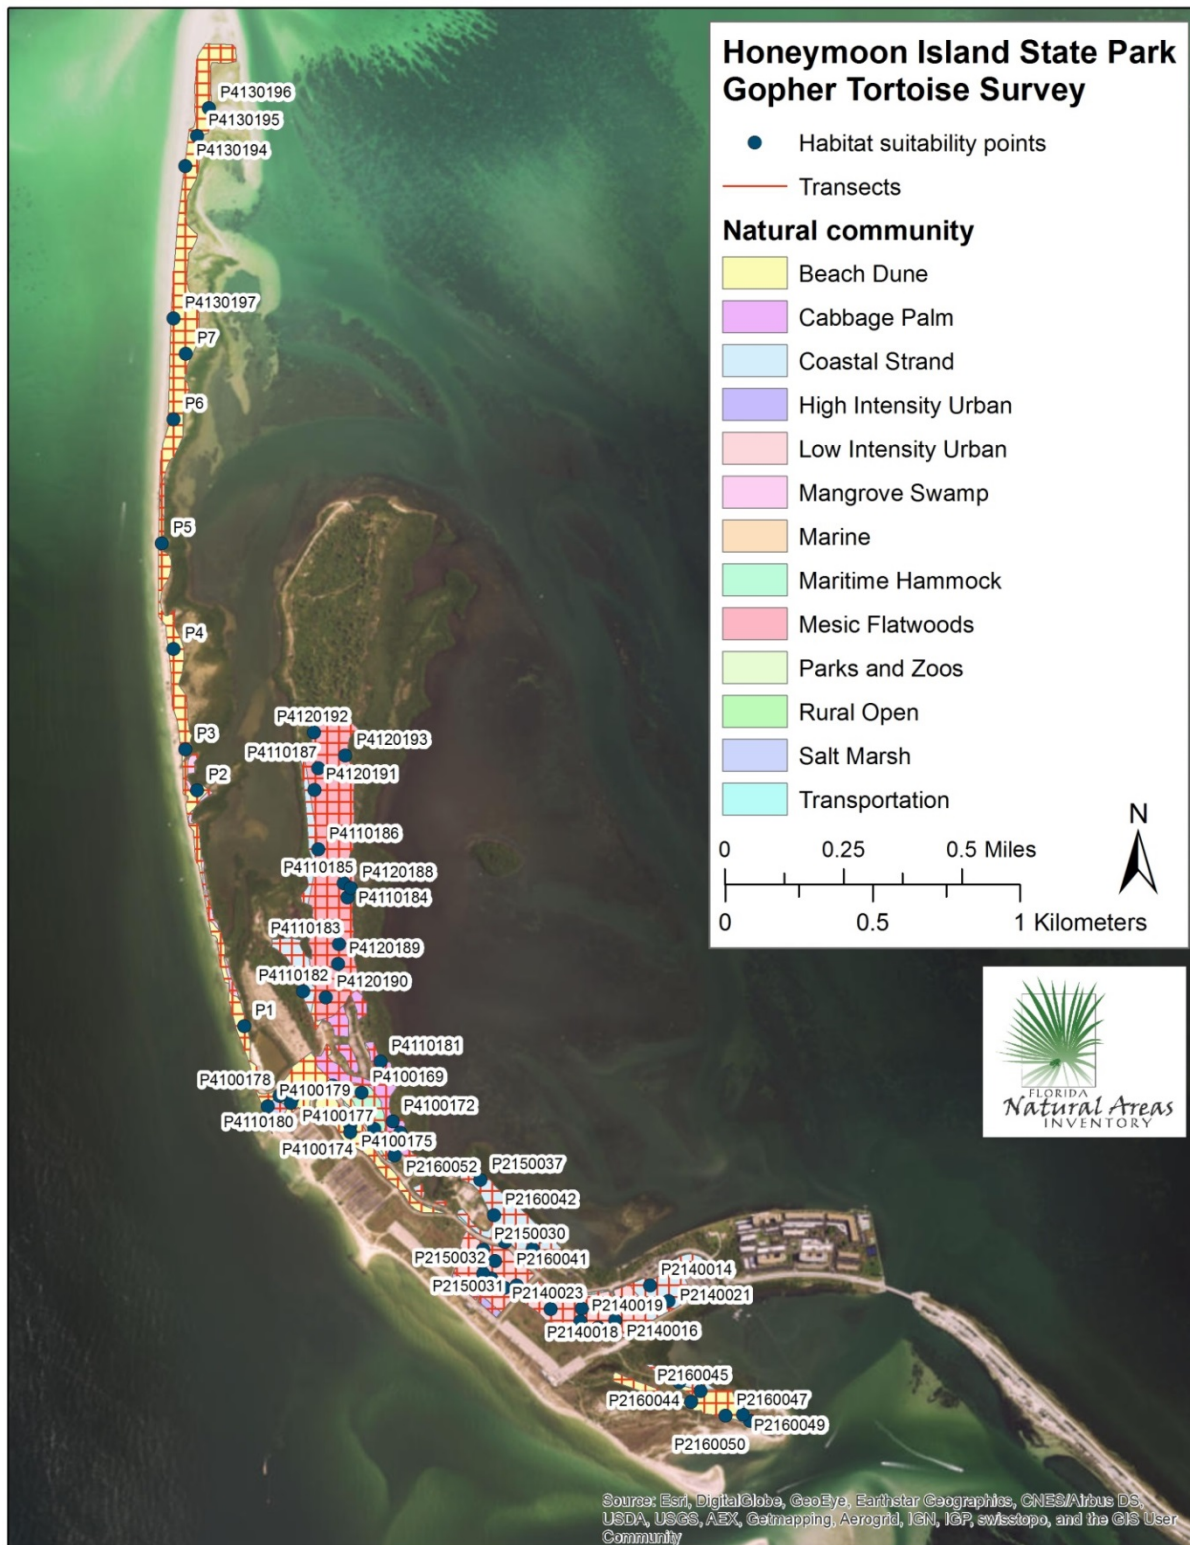 Honeymoon Island State Park
Gopher Tortoise Survey
Habitat suitability points
Transects
Natural community
Beach Dune
Cabbage Palm
Coastal Strand
High Intensity Urban
Low Intensity Urban
Mangrove Swamp
Marine
Maritime Hammock
Mesic Flatwoods
Parks and Zoos
Rural Open
Salt Marsh
Transportation
N
0 0.25 0.5 Miles
0 0.5 1 Kilometers
FLORIDA
Natural Areas
INVENTORY
P4130196
P4130195
P4130194
P4130197
P7
P6
P5
P4
P3
P2
P4120192
P4110187
P4120193
P4120191
P4110186
P4110185
P4120188
P4110184
P4110183
P4120189
P4110182
P4120190
P1
P4110181
P4100178
P4100179
P4100169
P4110180
P4100177
P4100172
P4100174
P4100175
P2160052
P2150037
P2160042
P2150030
P2150032
P2160041
P2150031
P2140023
P2140014
P2140019
P2140021
P2140018
P2140016
P2160045
P2160044
P2160047
P2160049
P2160050
Source: Esri, DigitalGlobe, GeoEye, Earthstar Geographics, CNES/Airbus DS,
USDA, USGS, AEX, Getmapping, Aerogrid, IGN, IGP, swisstopo, and the GIS User
Community